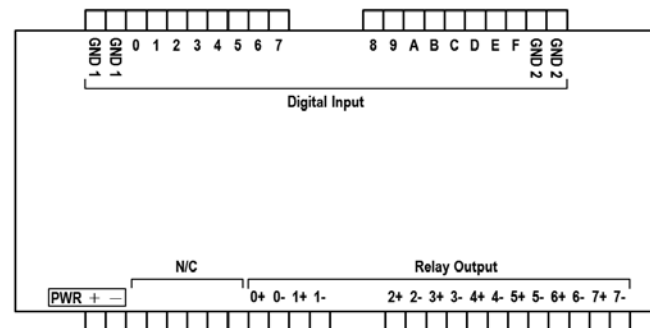 GND 1 GND 1 0 1 2 3 4 5 6 7 8 9 A B C D E F GND 2 GND 2
Digital Input
N/C Relay Output
PWR + − 0+ 0- 1+ 1- 2+ 2- 3+ 3- 4+ 4- 5+ 5- 6+ 6- 7+ 7-